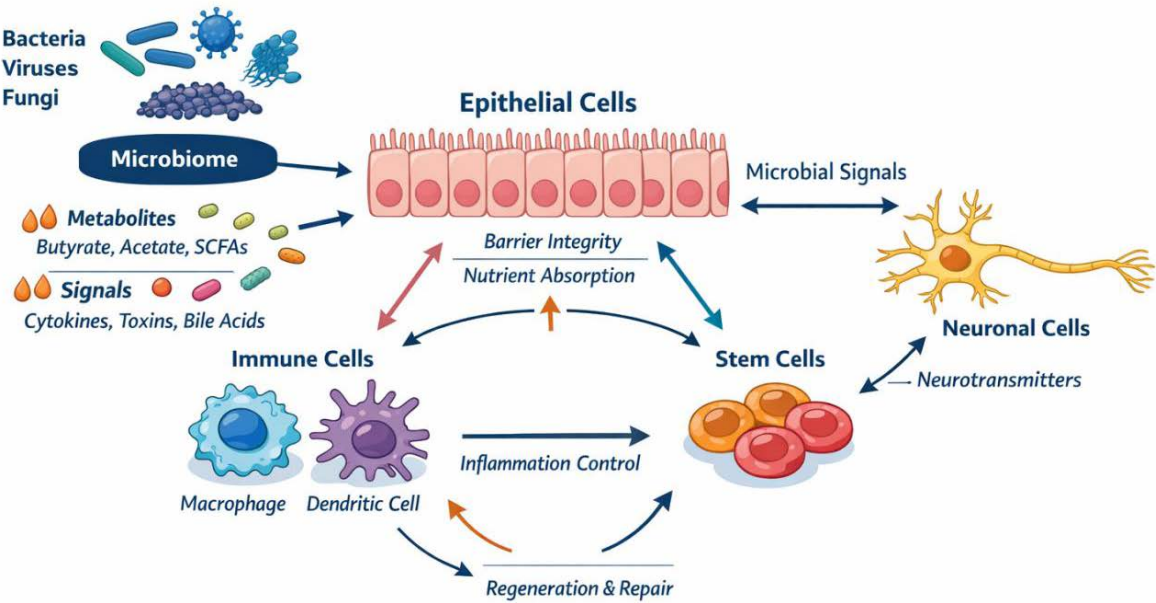 Bacteria
Viruses
Fungi
Epithelial Cells
Microbiome
Microbial Signals
Metabolites
Butyrate, Acetate, SCFAs
Barrier Integrity
Nutrient Absorption
Signals
Cytokines, Toxins, Bile Acids
Neuronal Cells
Immune Cells
Stem Cells
Neurotransmitters
Inflammation Control
Macrophage
Dendritic Cell
Regeneration & Repair